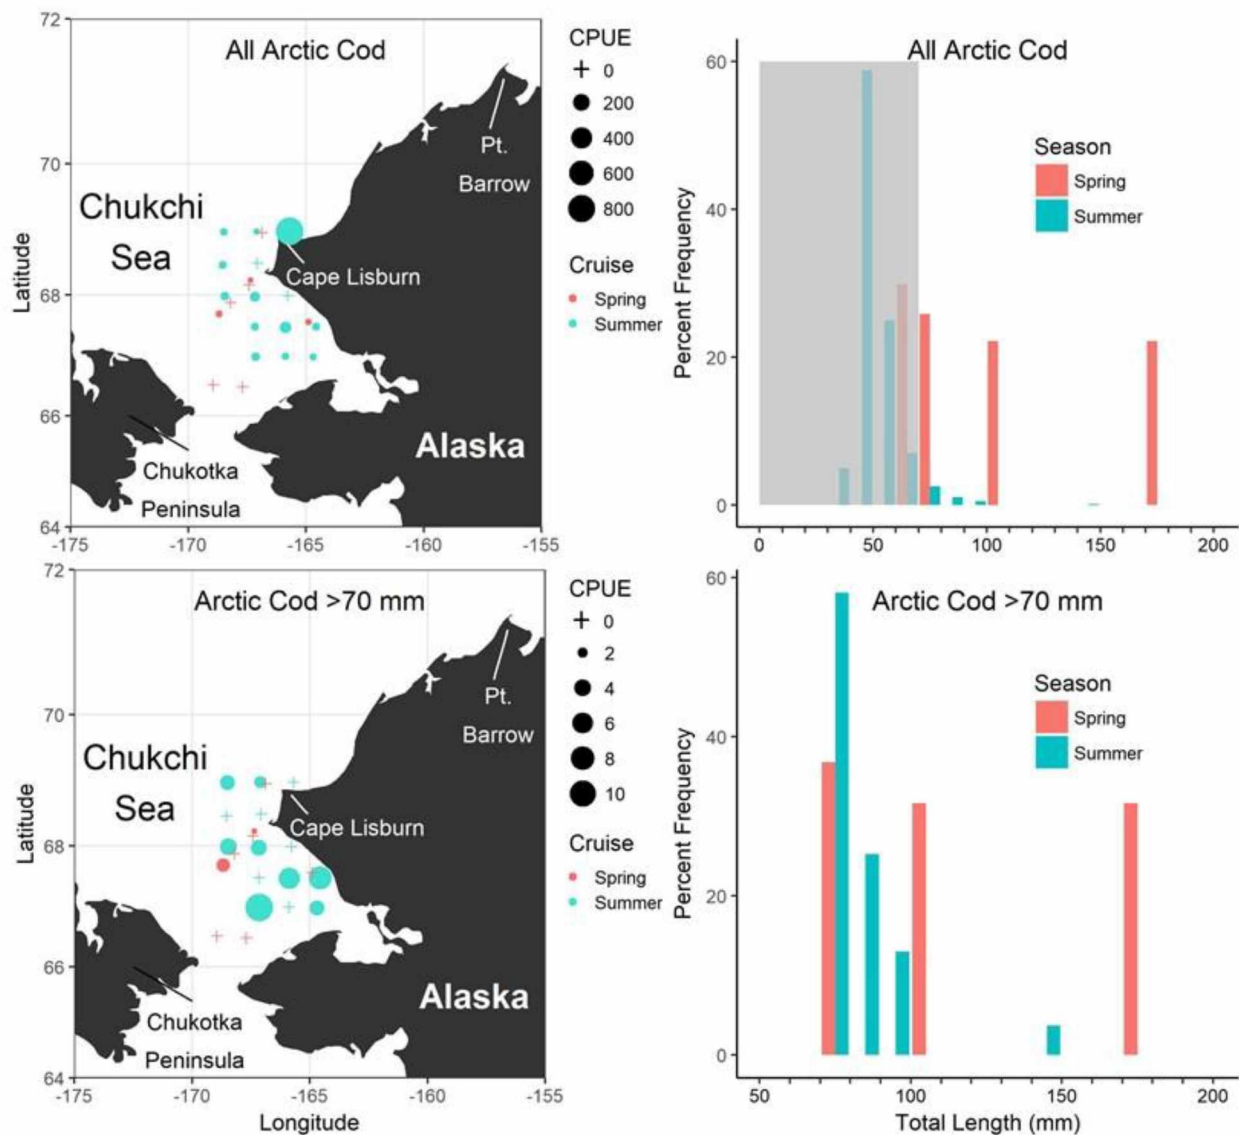 72
70
68
66
64
Latitude
All Arctic Cod
Chukchi
Sea
Pt.
Barrow
Cape Lisburn
Alaska
Chukotka
Peninsula
-175
-170
-165
-160
-155
CPUE
0
200
400
600
800
Cruise
Spring
Summer
All Arctic Cod
Percent Frequency
60
40
20
0
Season
Spring
Summer
0
50
100
150
200
72
70
68
66
64
Latitude
Arctic Cod >70 mm
Chukchi
Sea
Pt.
Barrow
Cape Lisburn
Alaska
Chukotka
Peninsula
-175
-170
-165
-160
-155
Longitude
CPUE
0
2
4
6
8
10
Cruise
Spring
Summer
Arctic Cod >70 mm
Percent Frequency
60
40
20
0
Season
Spring
Summer
50
100
150
200
Total Length (mm)